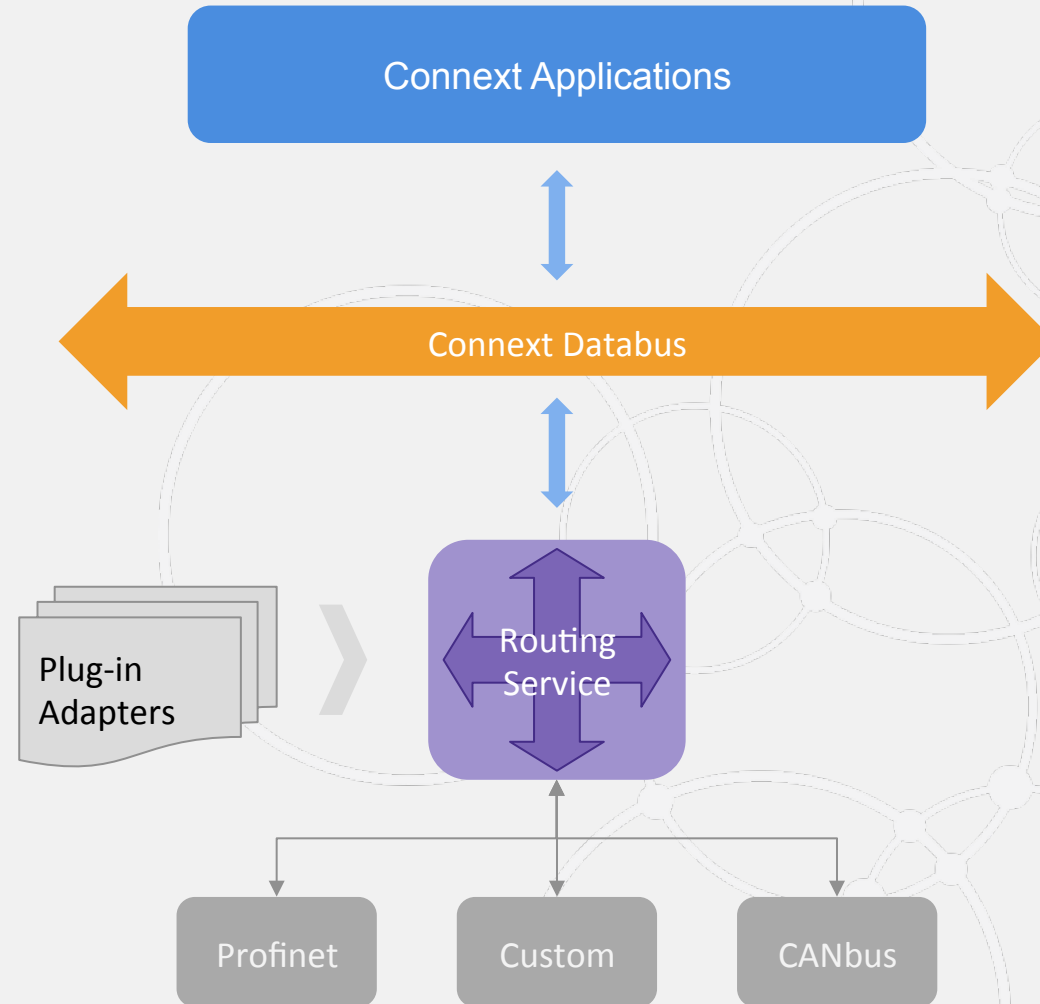 Connext Applications
Connext Databus
Routing
Service
Plug-in
Adapters
Profinet
Custom
CANbus